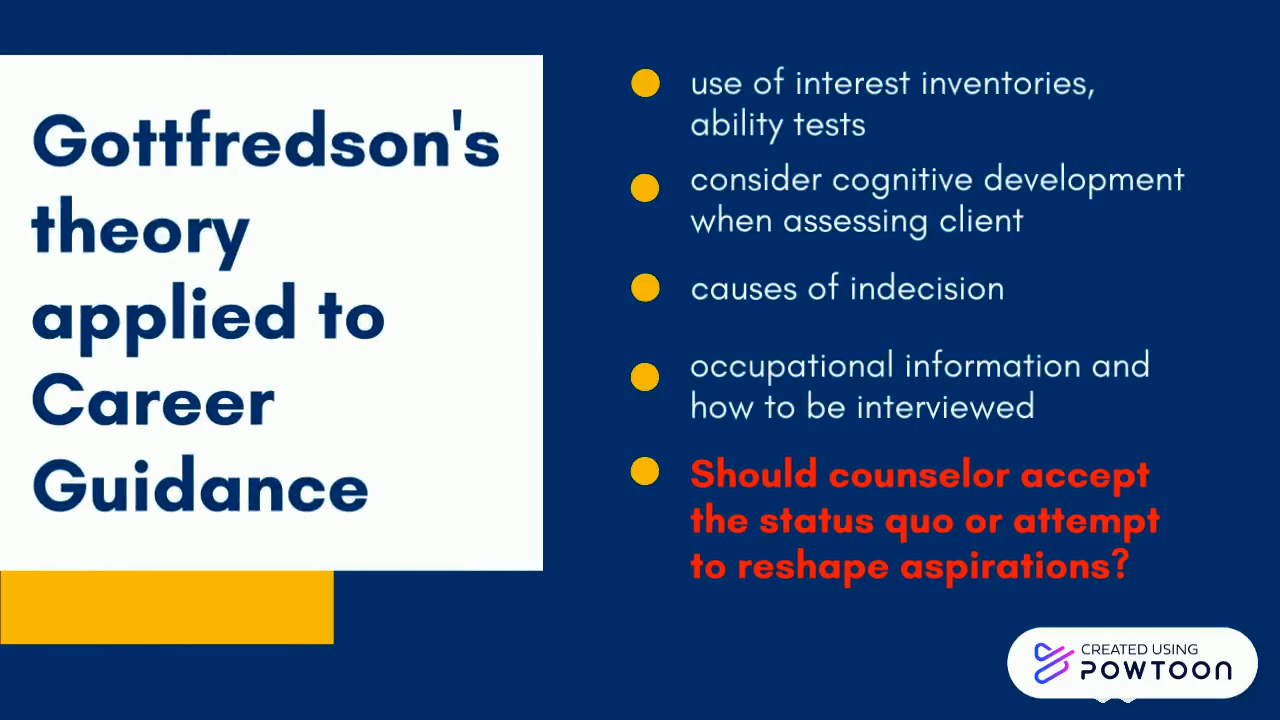 Gottfredson's
theory
applied to
Career
Guidance
use of interest inventories,
ability tests
consider cognitive development
when assessing client
causes of indecision
occupational information and
how to be interviewed
Should counselor accept
the status quo or attempt
to reshape aspirations?
CREATED USING
POWTOON